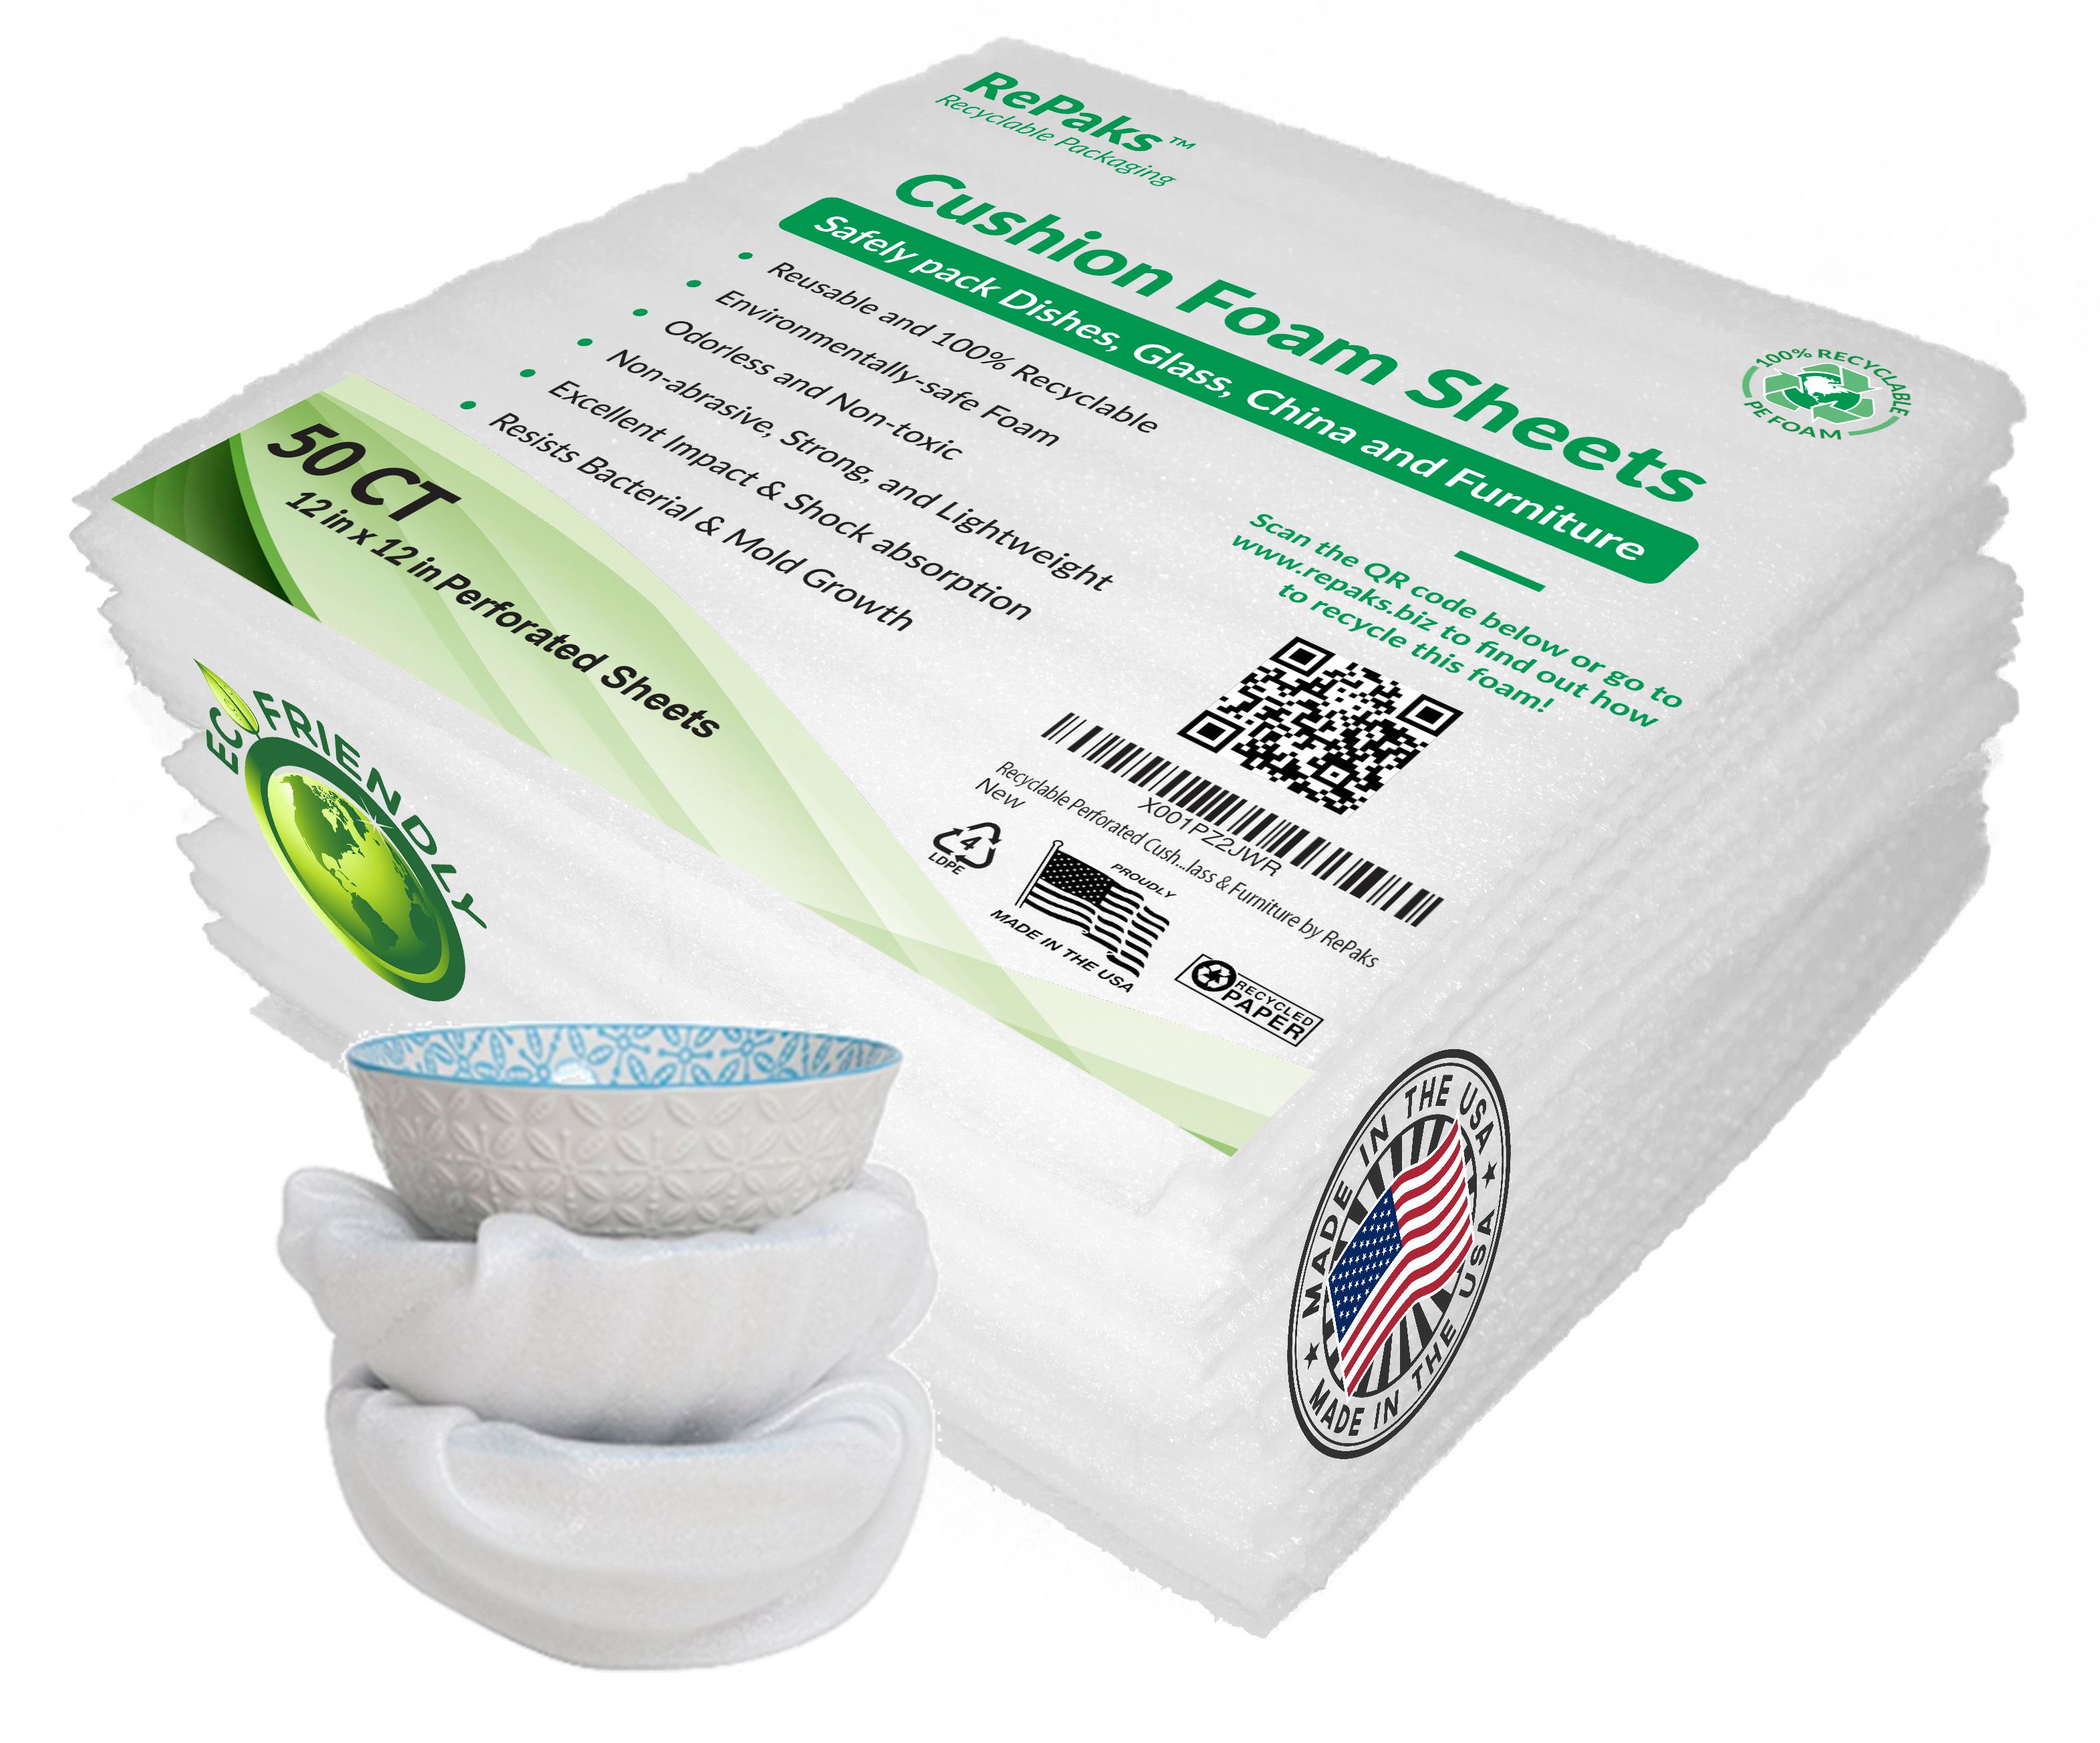 RePaks™
Recyclable Packaging
Cushion Foam Sheets
Safely pack Dishes, Glass, China and Furniture
• Reusable and 100% Recyclable
• Environmentally-safe Foam
• Odorless and Non-toxic
• Non-abrasive, Strong, and Lightweight
• Excellent Impact & Shock absorption
• Resists Bacterial & Mold Growth
100% RECYCLABLE
PE FOAM
50 CT
12 in x 12 in Perforated Sheets
Scan the QR code below or go to
www.repaks.biz to find out how
to recycle this foam!
X001PZ2JWR
Recyclable Perforated Cush...lass & Furniture by RePaks
New
4
LDPE
PROUDLY
MADE IN THE USA
RECYCLED
PAPER
ECO FRIENDLY
MADE IN THE USA
MADE IN THE USA